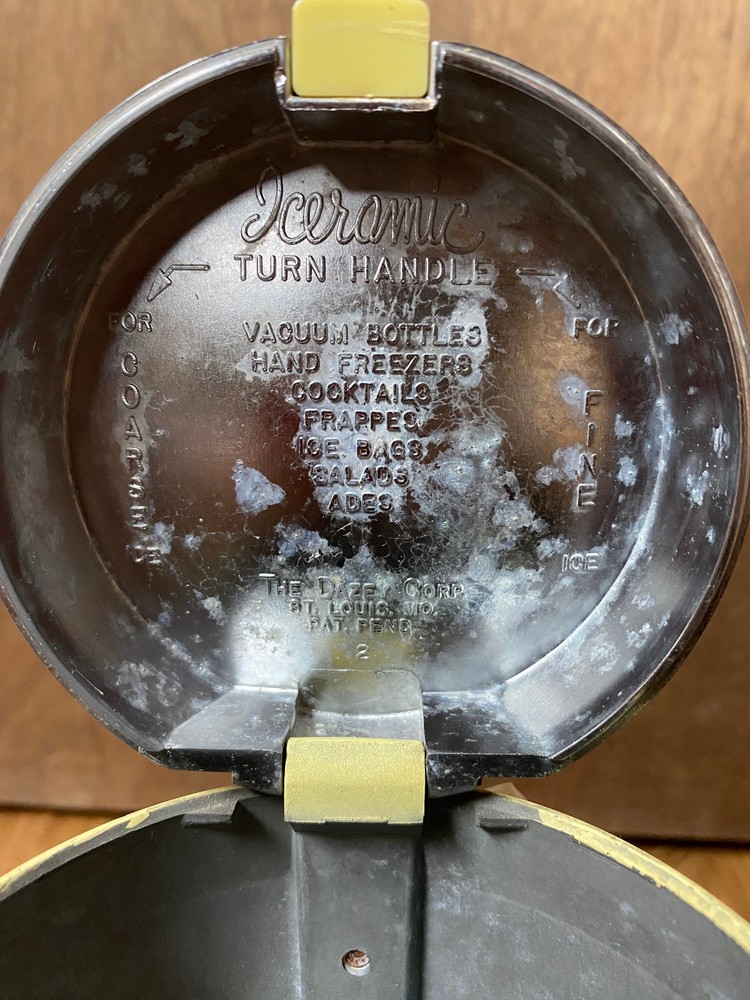 Iceramic
TURN HANDLE
FOR
COARSE
VACUUM BOTTLES
HAND FREEZERS
COCKTAILS
FRAPPES
ICE BAGS
SALADS
ADES
FOR
FINE
ICE
THE DAZEY CORP.
ST. LOUIS, MO.
PAT. PEND.
2